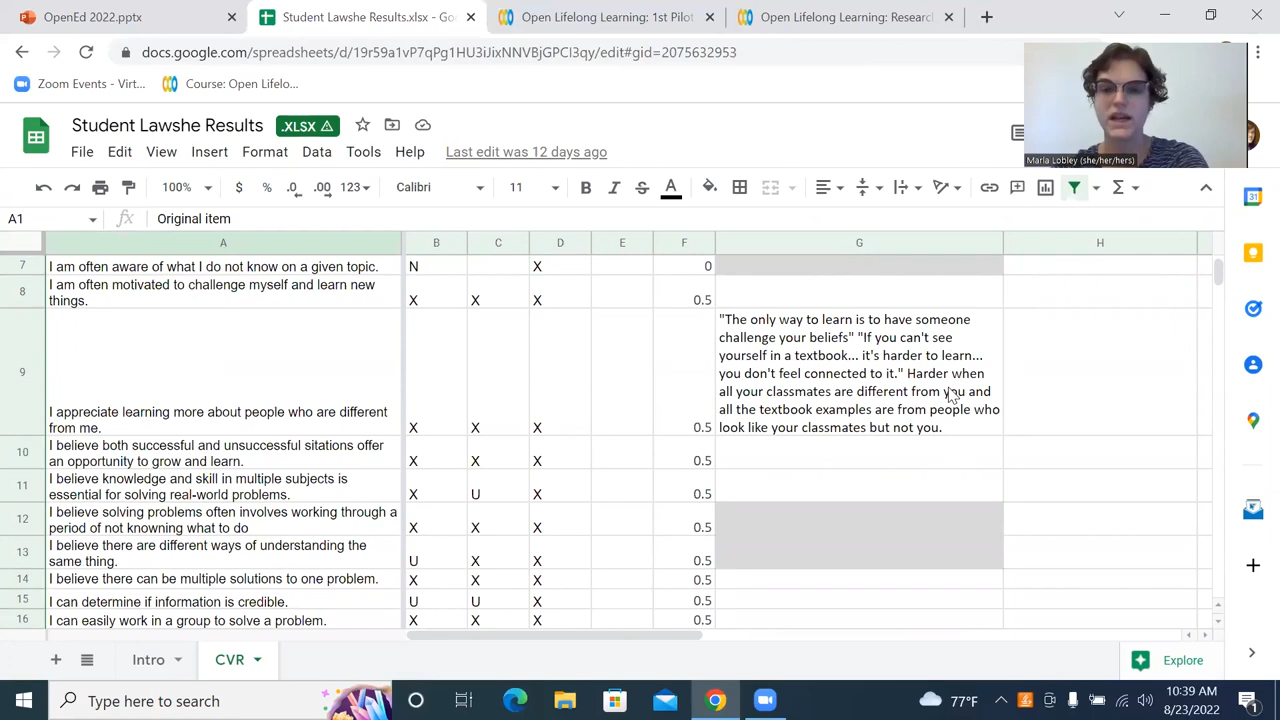 OpenEd 2022.pptx
Student Lawshe Results.xlsx - Go
Open Lifelong Learning: 1st Pilo
Open Lifelong Learning: Researc
docs.google.com/spreadsheets/d/19r59a1vP7qPg1HU3iJixNNVBjGPCI3qy/edit#gid=2075632953
Zoom Events - Virt...
Course: Open Lifelo...
Student Lawshe Results
.XLSX
File Edit View Insert Format Data Tools Help
Last edit was 12 days ago
Marla Lobley (she/her/hers)
100% $ % .0 .00 123 Calibri 11 B I S A
31
A1 fx Original item
A B C D E F G H
7 I am often aware of what I do not know on a given topic. N X 0
8 I am often motivated to challenge myself and learn new
things. X X X 0.5
"The only way to learn is to have someone
challenge your beliefs" "If you can't see
yourself in a textbook... it's harder to learn...
you don't feel connected to it." Harder when
all your classmates are different from you and
all the textbook examples are from people who
look like your classmates but not you.
9 I appreciate learning more about people who are different
from me. X X X 0.5
10 I believe both successful and unsuccessful sitations offer
an opportunity to grow and learn. X X X 0.5
11 I believe knowledge and skill in multiple subjects is
essential for solving real-world problems. X U X 0.5
12 I believe solving problems often involves working through a
period of not knowning what to do X X X 0.5
13 I believe there are different ways of understanding the
same thing. U X X 0.5
14 I believe there can be multiple solutions to one problem. X X X 0.5
15 I can determine if information is credible. U U X 0.5
16 I can easily work in a group to solve a problem. X X X 0.5
Intro CVR Explore
Type here to search
77°F
10:39 AM
8/23/2022
1